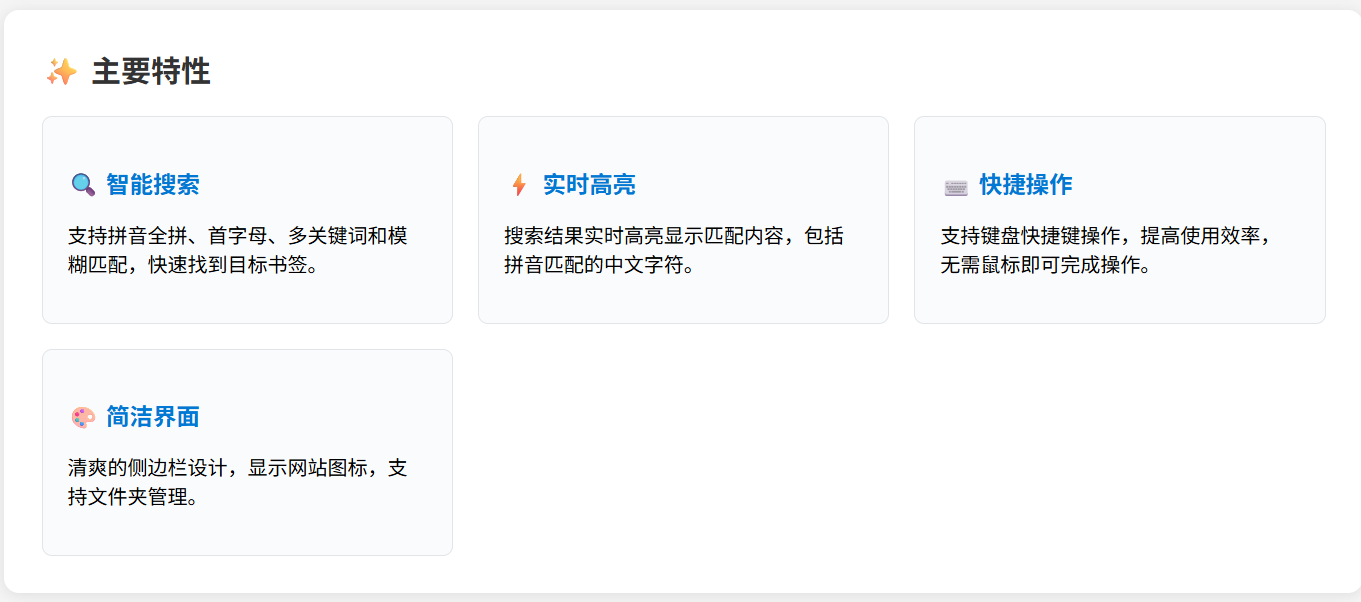 ✨ 主要特性
🔍 智能搜索
支持拼音全拼、首字母、多关键词和模
糊匹配，快速找到目标书签。
⚡ 实时高亮
搜索结果实时高亮显示匹配内容，包括
拼音匹配的中文字符。
⌨️ 快捷操作
支持键盘快捷键操作，提高使用效率，
无需鼠标即可完成操作。
🎨 简洁界面
清爽的侧边栏设计，显示网站图标，支
持文件夹管理。